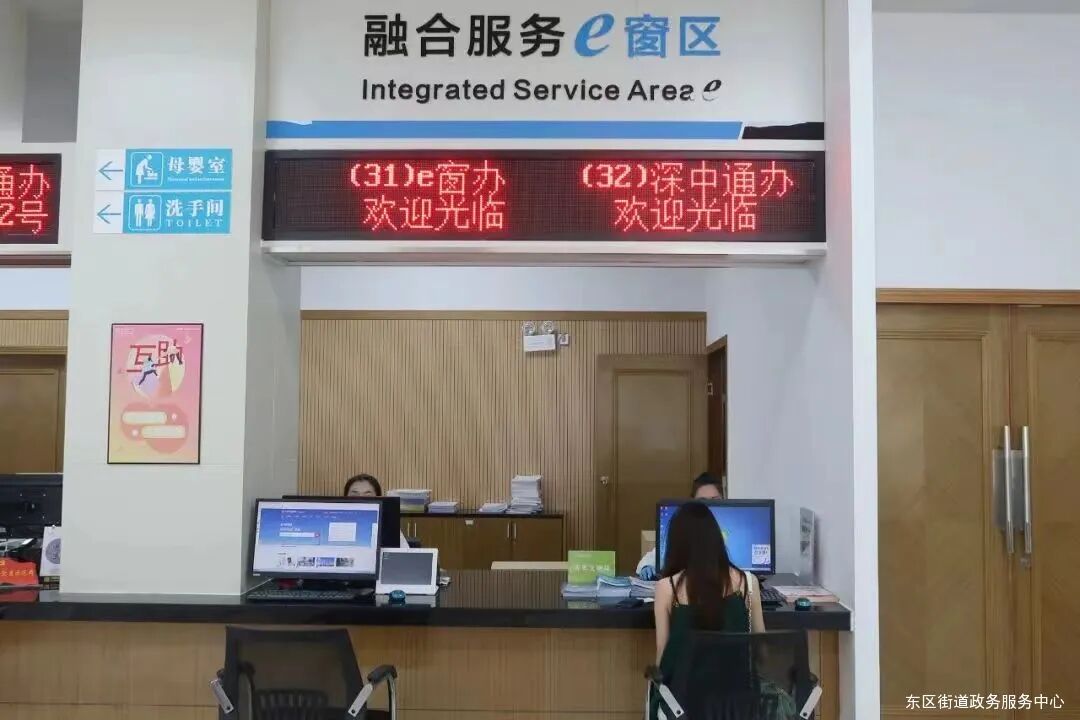 融合服务e窗区
Integrated Service Area e
(31)e窗办
欢迎光临
(32)深中通办
欢迎光临
通办
2号
母婴室
洗手间
TOILET
互助
东区街道政务服务中心